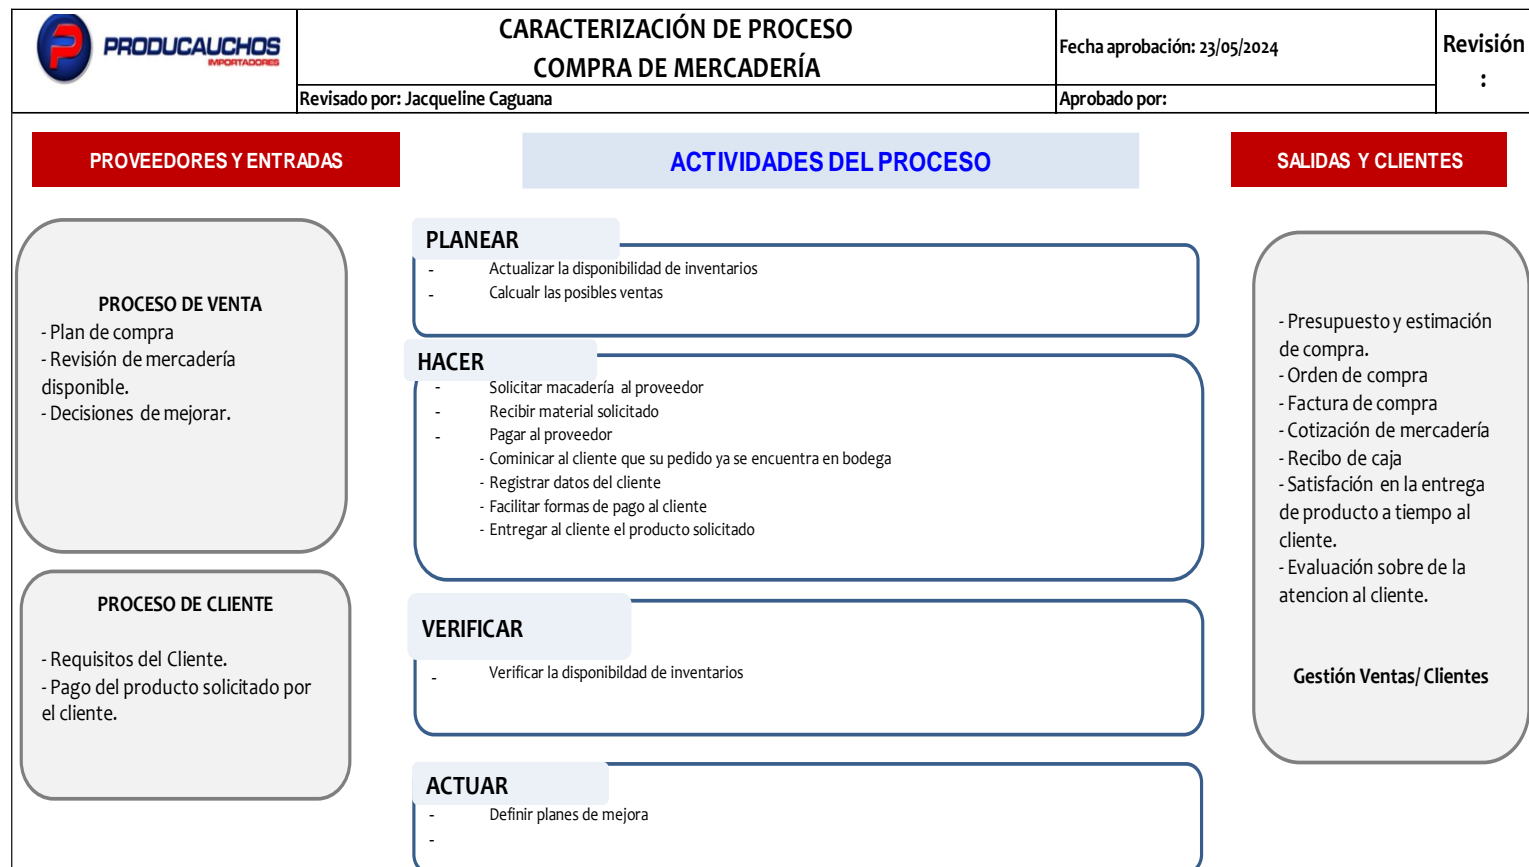 PRODUCAUCHOS
IMPORTADORES
CARACTERIZACIÓN DE PROCESO
COMPRA DE MERCADERÍA
Fecha aprobación: 23/05/2024
Revisión
:
Revisado por: Jacqueline Caguana
Aprobado por:
PROVEEDORES Y ENTRADAS
ACTIVIDADES DEL PROCESO
SALIDAS Y CLIENTES
PROCESO DE VENTA
- Plan de compra
- Revisión de mercadería
disponible.
- Decisiones de mejorar.
PROCESO DE CLIENTE
- Requisitos del Cliente.
- Pago del producto solicitado por
el cliente.
PLANEAR
- Actualizar la disponibilidad de inventarios
- Calcualr las posibles ventas
HACER
- Solicitar macadería al proveedor
- Recibir material solicitado
- Pagar al proveedor
- Cominicar al cliente que su pedido ya se encuentra en bodega
- Registrar datos del cliente
- Facilitar formas de pago al cliente
- Entregar al cliente el producto solicitado
VERIFICAR
- Verificar la disponibildad de inventarios
ACTUAR
- Definir planes de mejora
-
- Presupuesto y estimación
de compra.
- Orden de compra
- Factura de compra
- Cotización de mercadería
- Recibo de caja
- Satisfacción en la entrega
de producto a tiempo al
cliente.
- Evaluación sobre de la
atencion al cliente.
Gestión Ventas/ Clientes